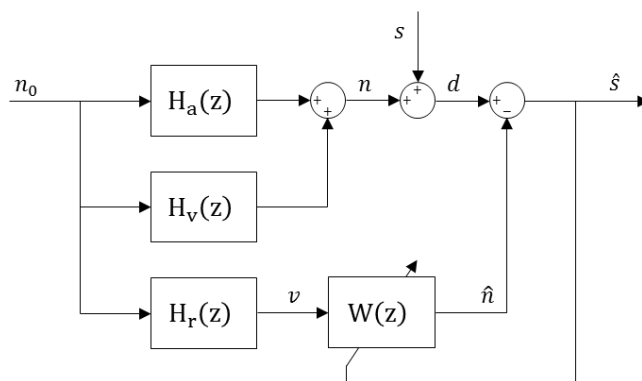 s
n₀ Hₐ(z) + + n + + d + − ŝ
Hᵥ(z)
Hᵣ(z) v W(z) n̂